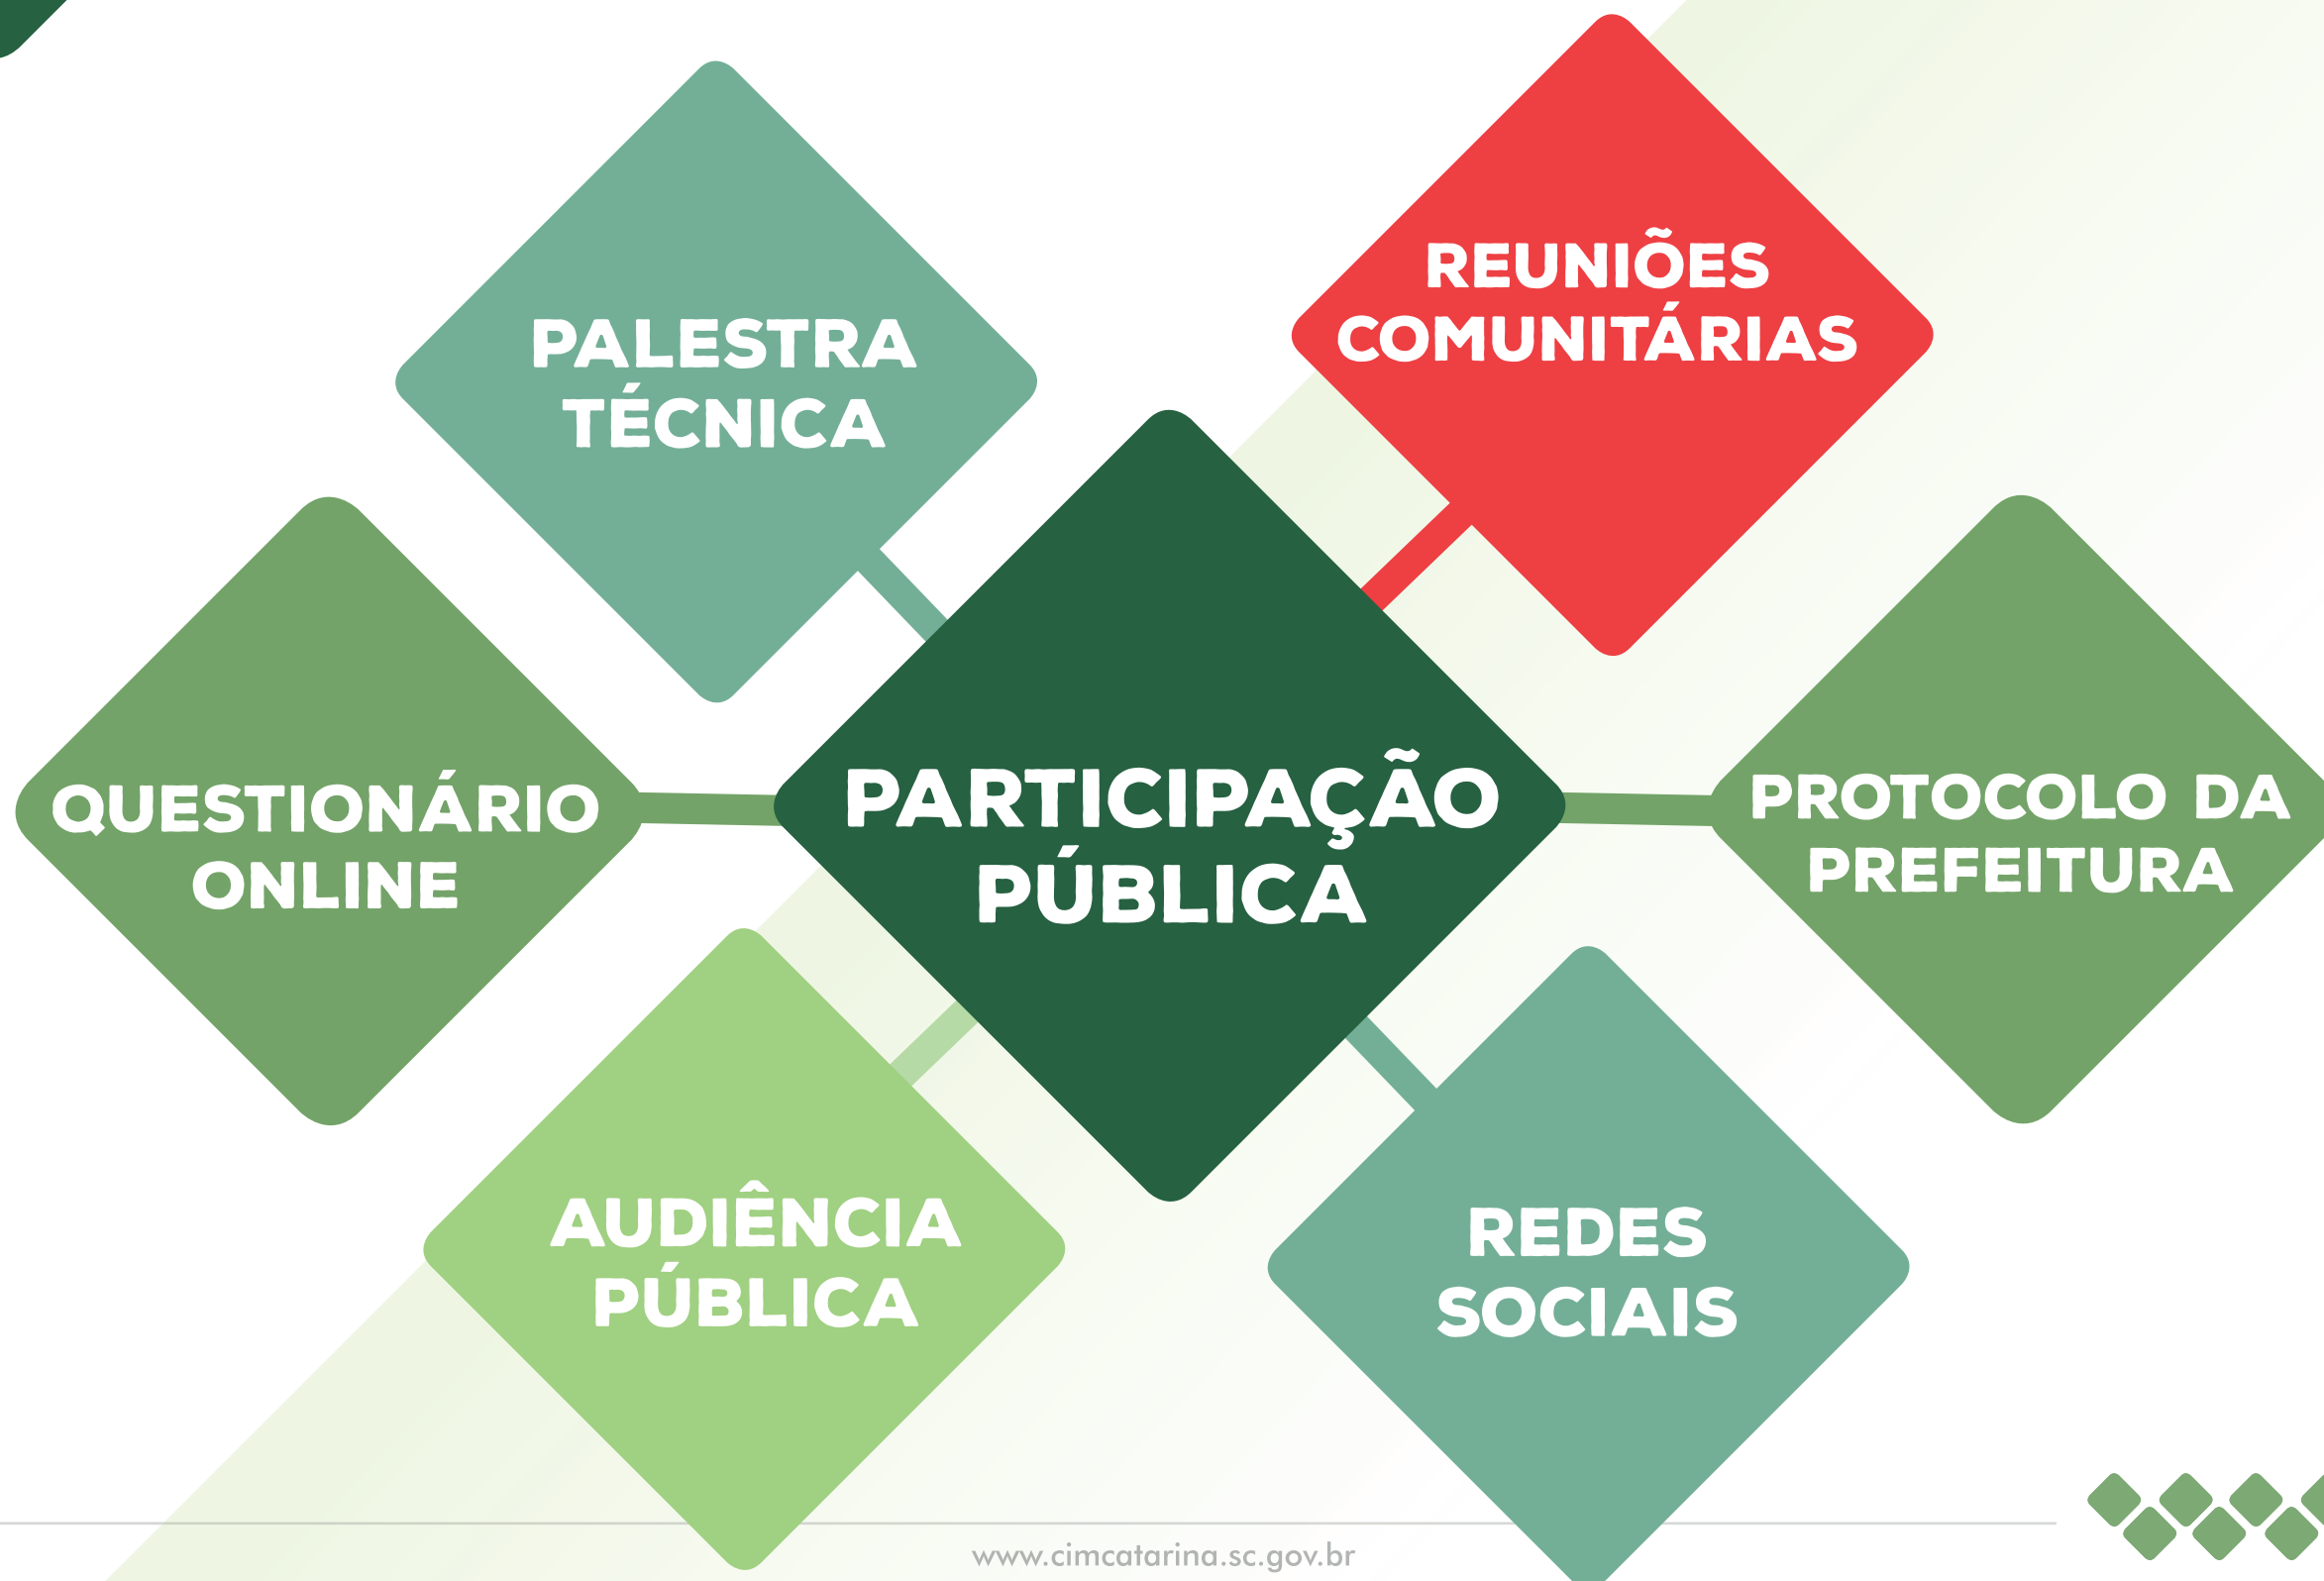 PALESTRA
TÉCNICA
REUNIÕES
COMUNITÁRIAS
QUESTIONÁRIO
ONLINE
PARTICIPAÇÃO
PÚBLICA
PROTOCOLO DA
PREFEITURA
AUDIÊNCIA
PÚBLICA
REDES
SOCIAIS
www.cimcatarina.sc.gov.br